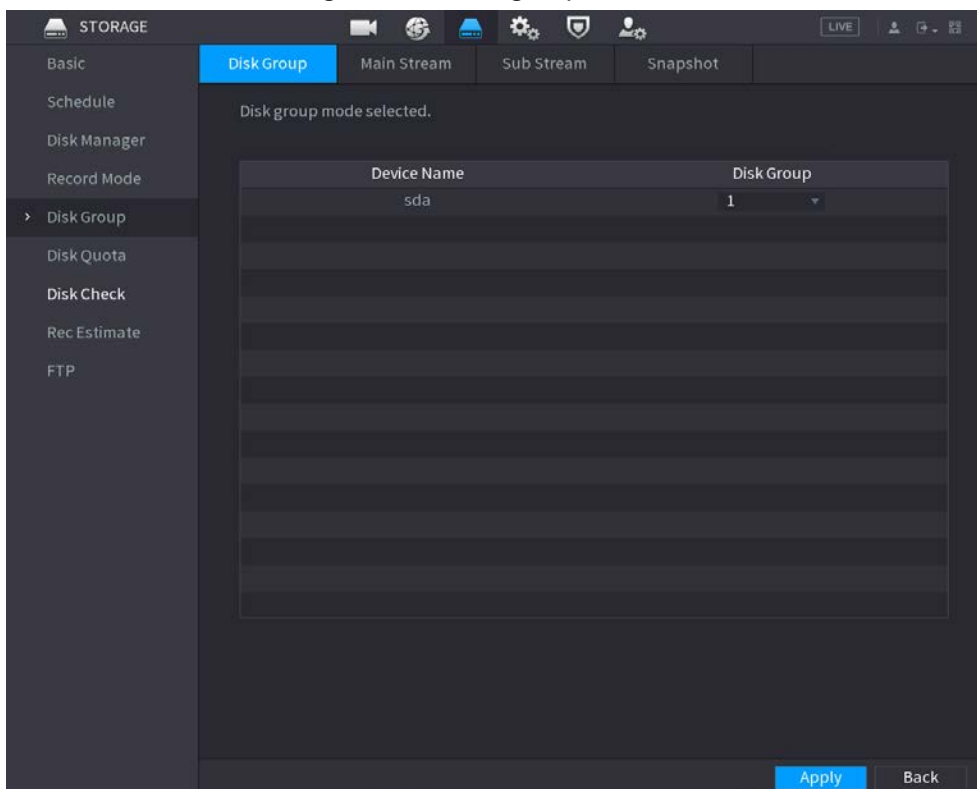 STORAGE
LIVE
Basic
Schedule
Disk Manager
Record Mode
Disk Group
Disk Quota
Disk Check
Rec Estimate
FTP
Disk Group Main Stream Sub Stream Snapshot
Disk group mode selected.
Device Name Disk Group
sda 1
Apply Back